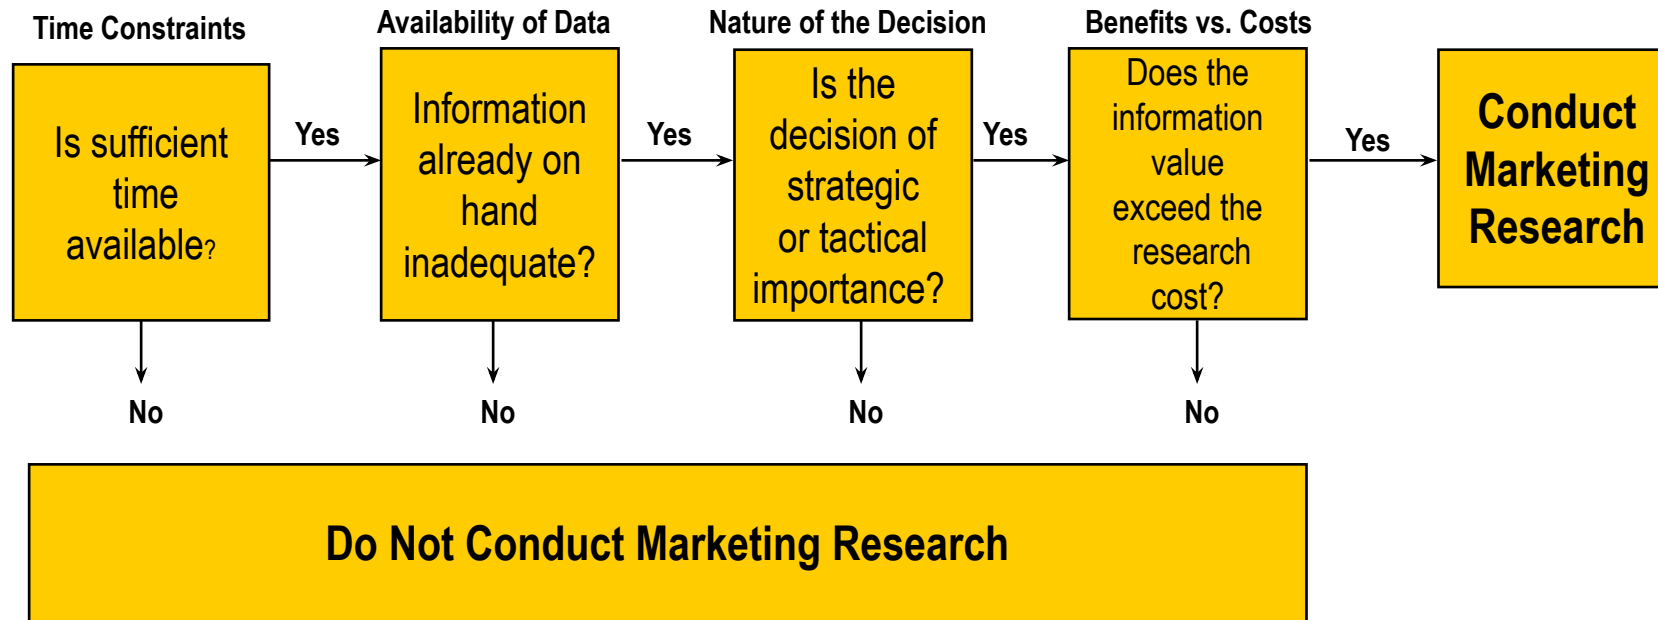 Time Constraints
Availability of Data
Nature of the Decision
Benefits vs. Costs
Is sufficient
time
available?
Yes
Information
already on
hand
inadequate?
Yes
Is the
decision of
strategic
or tactical
importance?
Yes
Does the
information
value
exceed the
research
cost?
Yes
Conduct
Marketing
Research
No
No
No
No
Do Not Conduct Marketing Research